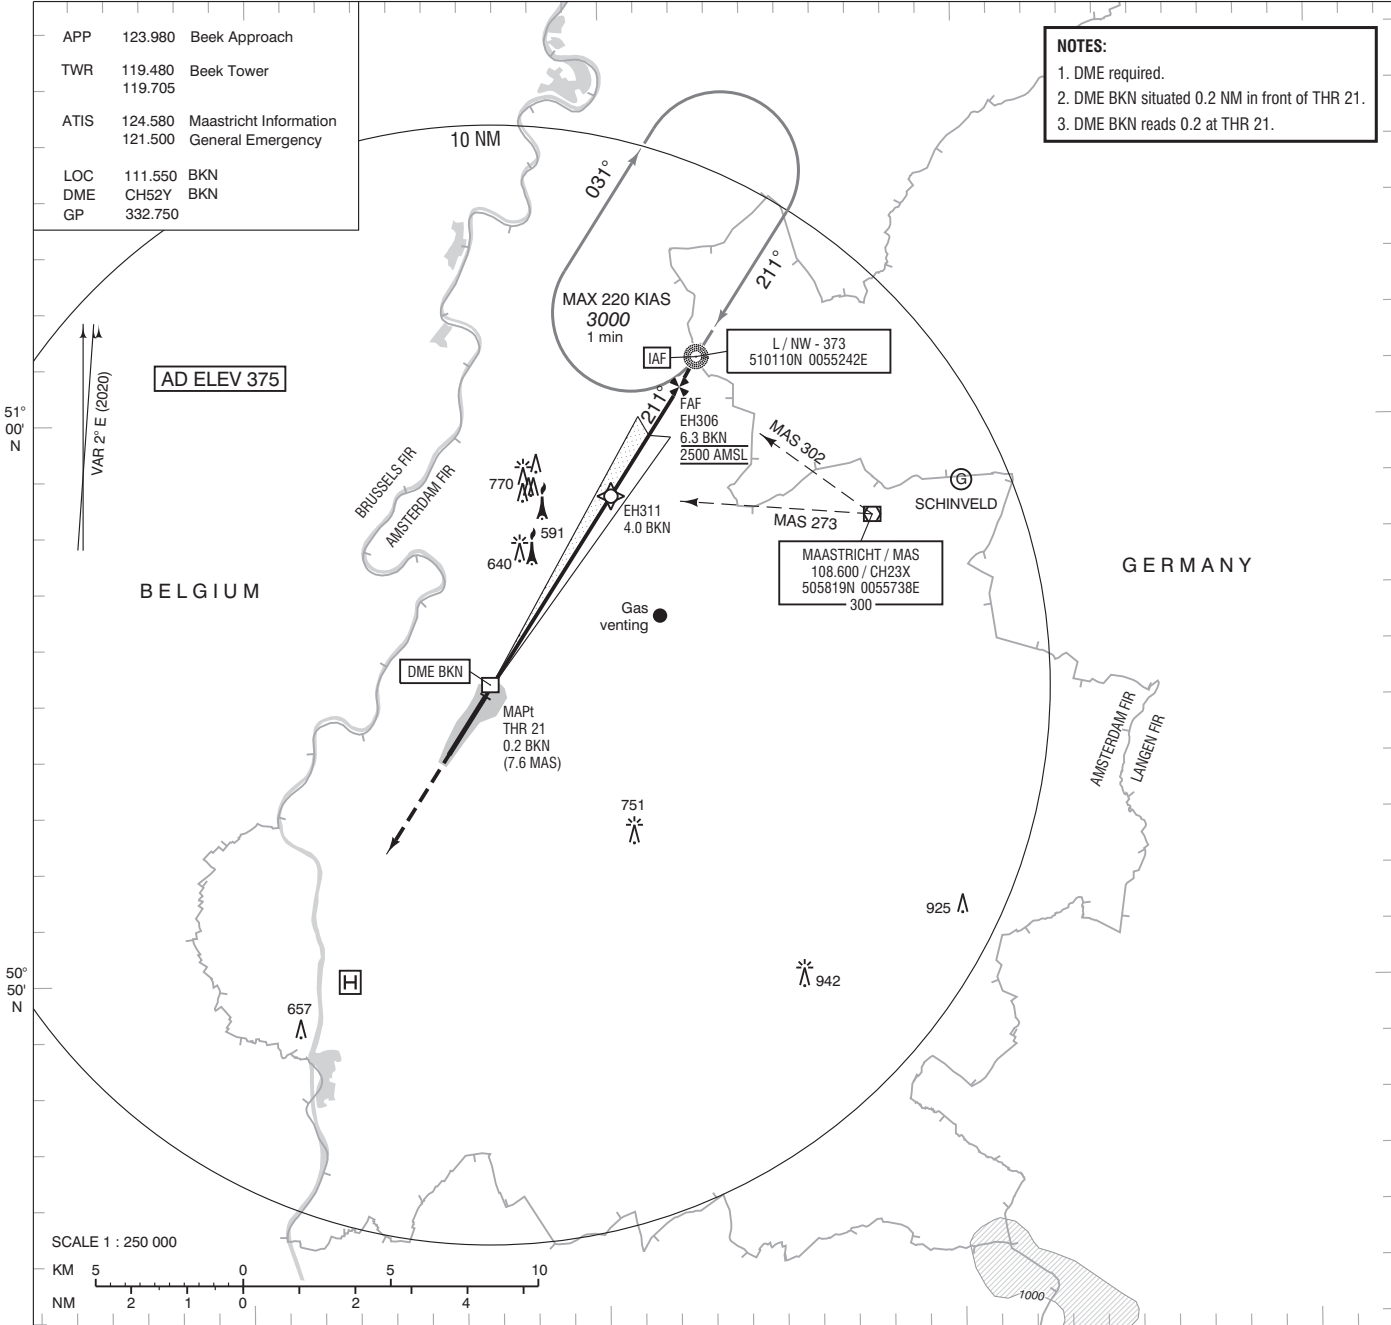 APP 123.980 Beek Approach
TWR 119.480 Beek Tower
119.705
ATIS 124.580 Maastricht Information
121.500 General Emergency
LOC 111.550 BKN
DME CH52Y BKN
GP 332.750
NOTES:
1. DME required.
2. DME BKN situated 0.2 NM in front of THR 21.
3. DME BKN reads 0.2 at THR 21.
10 NM
031°
211°
MAX 220 KIAS
3000
1 min
IAF
L / NW - 373
510110N 0055242E
AD ELEV 375
VAR 2° E (2020)
51°
00'
N
211°
FAF
EH306
6.3 BKN
2500 AMSL
MAS 302
BRUSSELS FIR
AMSTERDAM FIR
770
591
640
EH311
4.0 BKN
MAS 273
G
SCHINVELD
MAASTRICHT / MAS
108.600 / CH23X
505819N 0055738E
300
BELGIUM
GERMANY
Gas
venting
DME BKN
MAPt
THR 21
0.2 BKN
(7.6 MAS)
AMSTERDAM FIR
LANGEN FIR
751
925
942
50°
50'
N
H
657
SCALE 1 : 250 000
KM 5 0 5 10
NM 2 1 0 2 4
1000